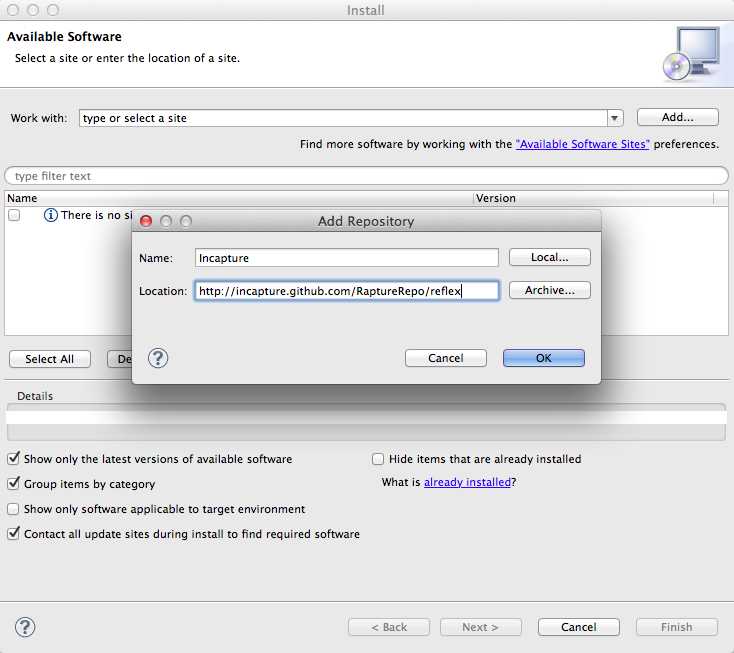 Install
Available Software
Select a site or enter the location of a site.
Work with: type or select a site Add...
Find more software by working with the "Available Software Sites" preferences.
type filter text
Name Version
There is no si
Add Repository
Name: Incapture Local...
Location: http://incapture.github.com/RaptureRepo/reflex Archive...
? Cancel OK
Select All De
Details
Show only the latest versions of available software Hide items that are already installed
Group items by category What is already installed?
Show only software applicable to target environment
Contact all update sites during install to find required software
? < Back Next > Cancel Finish